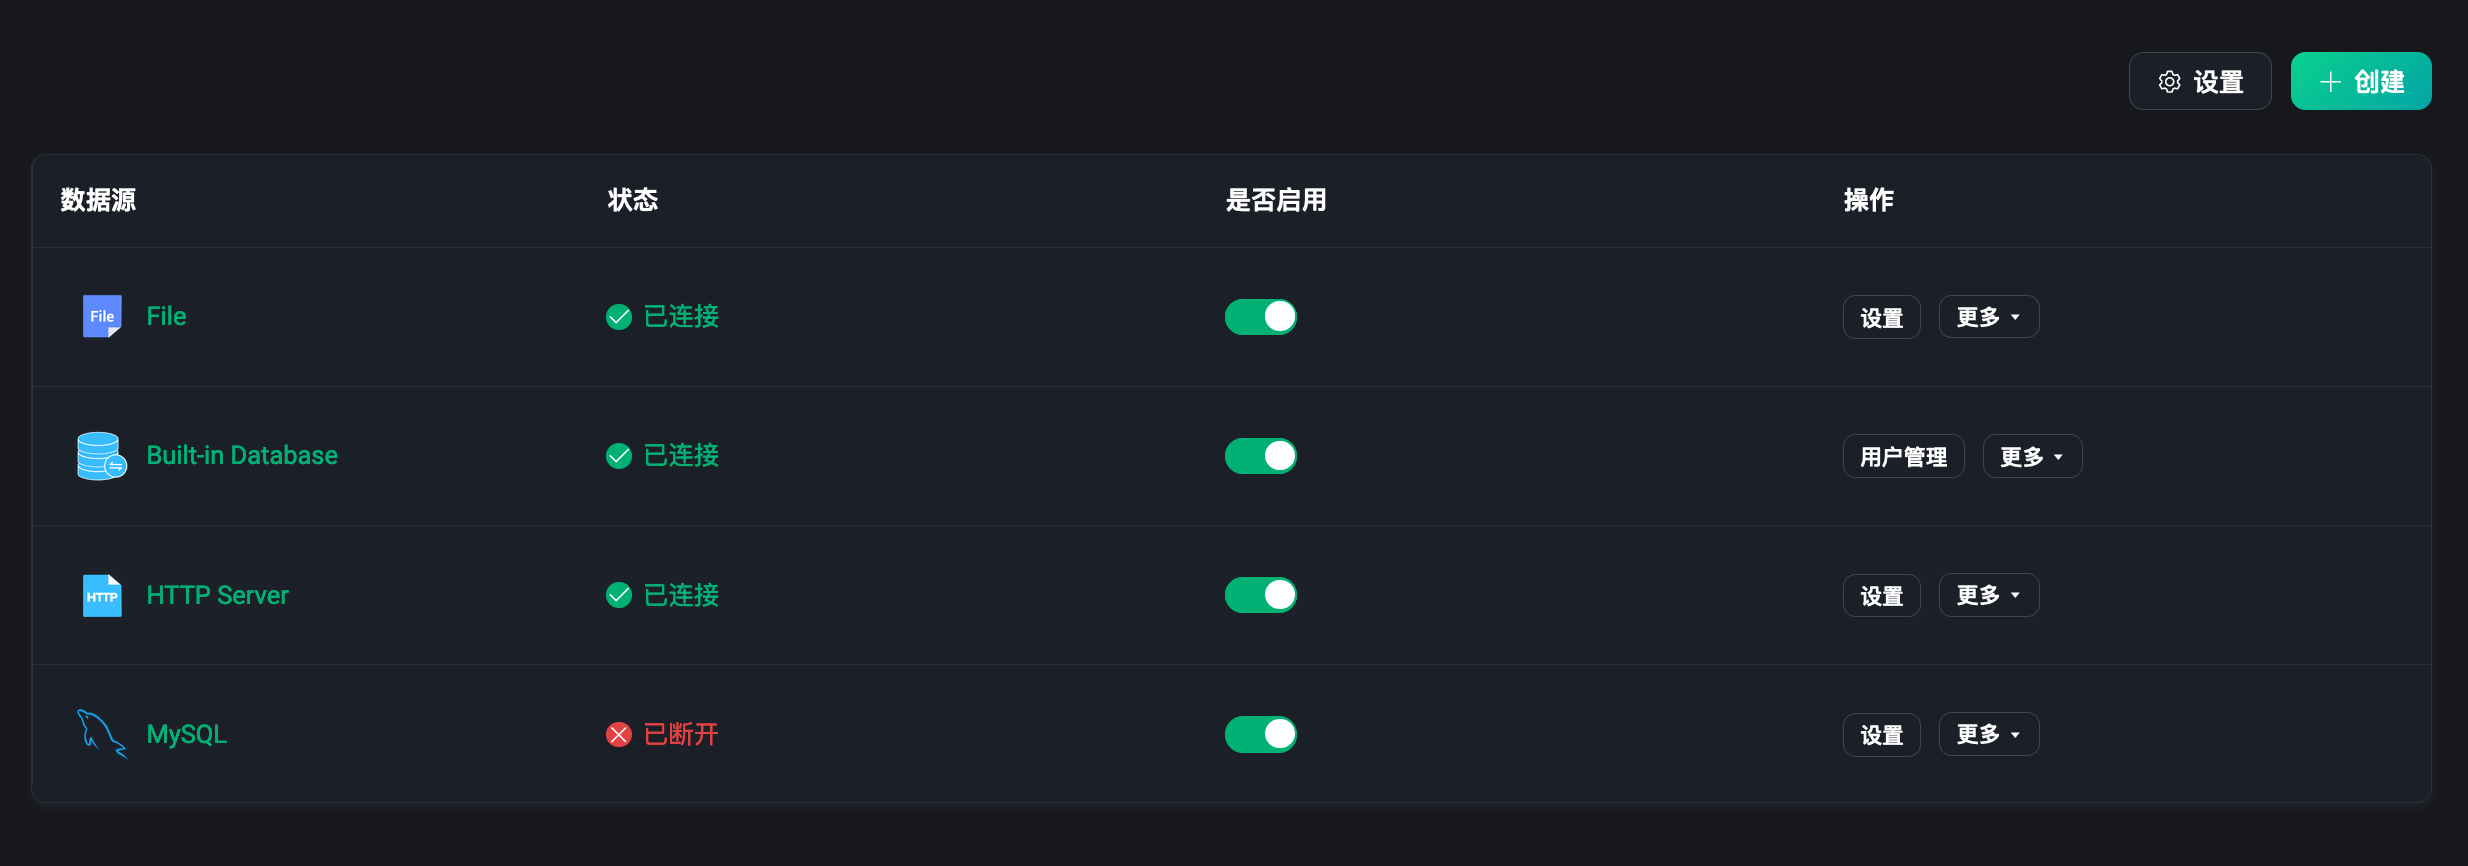 设置 创建
数据源 状态 是否启用 操作
File File 已连接 设置 更多
Built-in Database 已连接 用户管理 更多
HTTP HTTP Server 已连接 设置 更多
MySQL 已断开 设置 更多